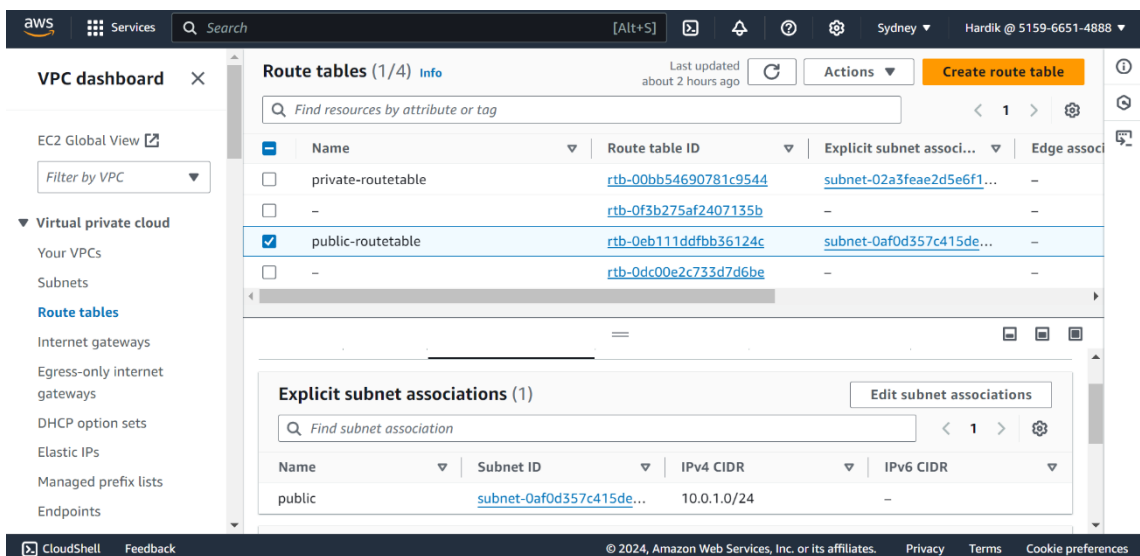 aws Services Search [Alt+S] Sydney ▼ Hardik @ 5159-6651-4888 ▼
VPC dashboard
EC2 Global View
Filter by VPC
Virtual private cloud
Your VPCs
Subnets
Route tables
Internet gateways
Egress-only internet
gateways
DHCP option sets
Elastic IPs
Managed prefix lists
Endpoints
Route tables (1/4) Info
Last updated
about 2 hours ago
Actions ▼
Create route table
Find resources by attribute or tag
1
Name Route table ID Explicit subnet associ... Edge associ
private-routetable rtb-00bb54690781c9544 subnet-02a3feae2d5e6f1... –
– rtb-0f3b275af2407135b – –
public-routetable rtb-0eb111ddfbb36124c subnet-0af0d357c415de... –
– rtb-0dc00e2c733d7d6be – –
Explicit subnet associations (1)
Edit subnet associations
Find subnet association
1
Name Subnet ID IPv4 CIDR IPv6 CIDR
public subnet-0af0d357c415de... 10.0.1.0/24 –
CloudShell Feedback © 2024, Amazon Web Services, Inc. or its affiliates. Privacy Terms Cookie preferences